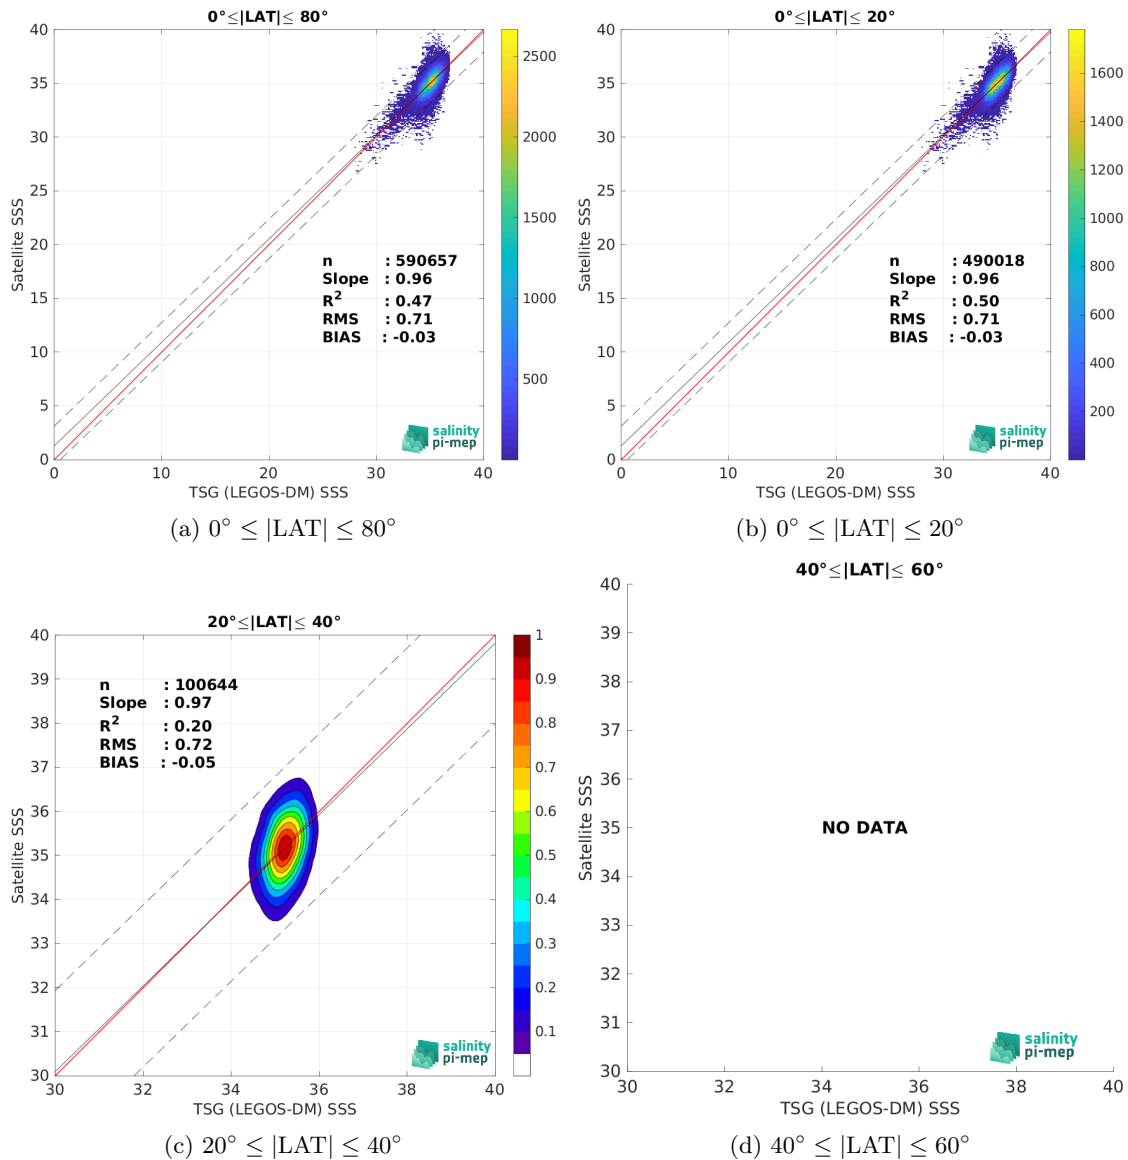 0°≤|LAT|≤ 80°
40
35
30
25
20
15
10
5
0
Satellite SSS
n : 590657
Slope : 0.96
R² : 0.47
RMS : 0.71
BIAS : -0.03
salinity
pi-mep
0 10 20 30 40
TSG (LEGOS-DM) SSS
2500
2000
1500
1000
500
(a) 0° ≤ |LAT| ≤ 80°
0°≤|LAT|≤ 20°
40
35
30
25
20
15
10
5
0
Satellite SSS
n : 490018
Slope : 0.96
R² : 0.50
RMS : 0.71
BIAS : -0.03
salinity
pi-mep
0 10 20 30 40
TSG (LEGOS-DM) SSS
1600
1400
1200
1000
800
600
400
200
(b) 0° ≤ |LAT| ≤ 20°
20°≤|LAT|≤ 40°
40
39
38
37
36
35
34
33
32
31
30
Satellite SSS
n : 100644
Slope : 0.97
R² : 0.20
RMS : 0.72
BIAS : -0.05
salinity
pi-mep
30 32 34 36 38 40
TSG (LEGOS-DM) SSS
1
0.9
0.8
0.7
0.6
0.5
0.4
0.3
0.2
0.1
(c) 20° ≤ |LAT| ≤ 40°
40°≤|LAT|≤ 60°
40
39
38
37
36
35
34
33
32
31
30
Satellite SSS
NO DATA
salinity
pi-mep
30 32 34 36 38 40
TSG (LEGOS-DM) SSS
(d) 40° ≤ |LAT| ≤ 60°